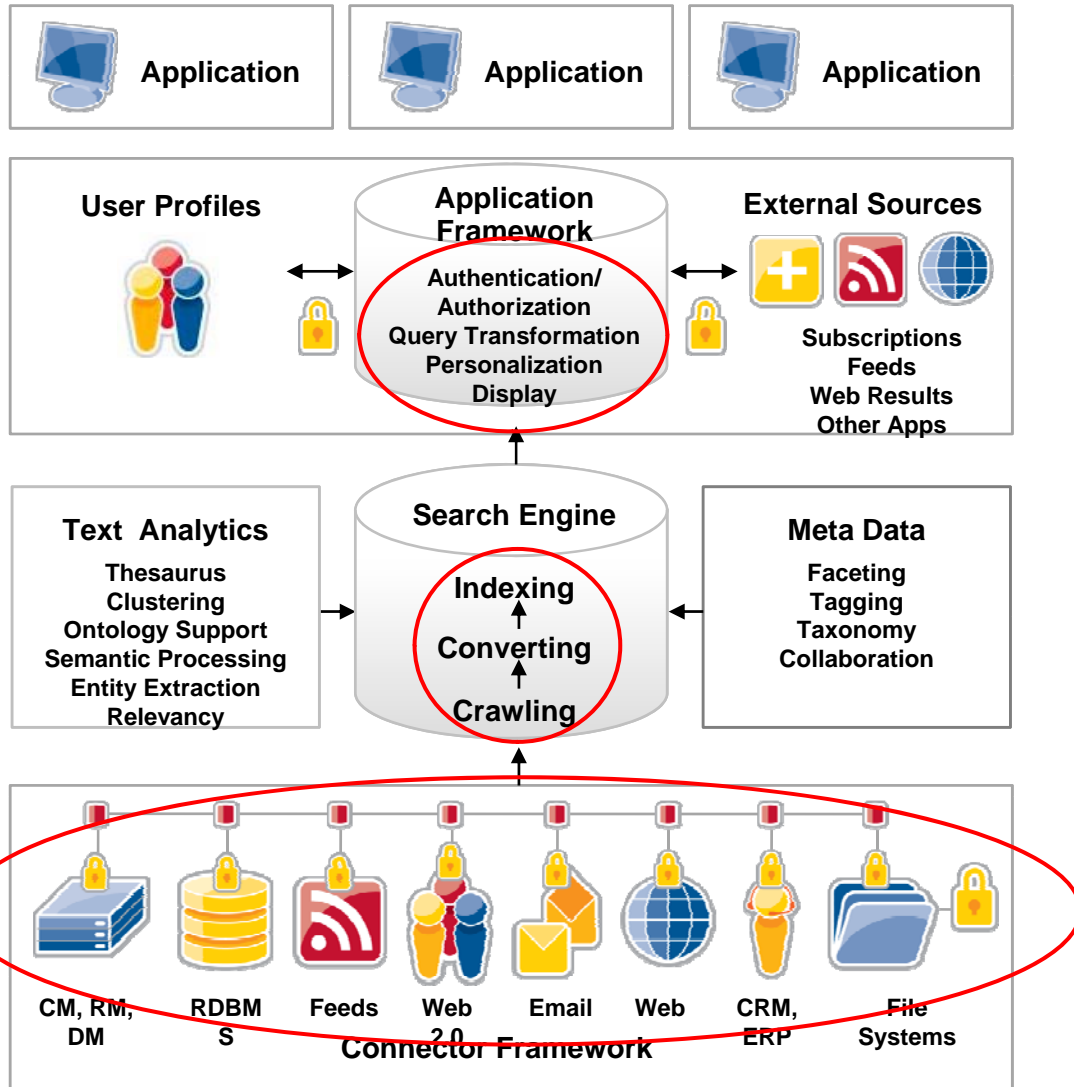 Application
Application
Application
User Profiles
Application
Framework
Authentication/
Authorization
Query Transformation
Personalization
Display
External Sources
Subscriptions
Feeds
Web Results
Other Apps
Text Analytics
Thesaurus
Clustering
Ontology Support
Semantic Processing
Entity Extraction
Relevancy
Search Engine
Indexing
Converting
Crawling
Meta Data
Faceting
Tagging
Taxonomy
Collaboration
CM, RM,
DM
RDBM
S
Feeds
Web
2.0
Email
Web
CRM,
ERP
File
Systems
Connector Framework